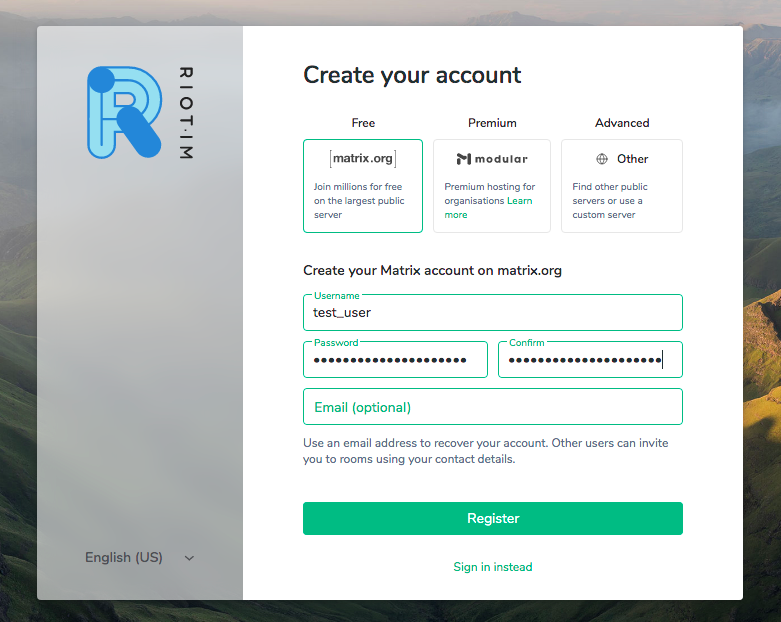 RIOT·IM
Create your account
Free
Premium
Advanced
[matrix.org]
modular
Other
Join millions for free
on the largest public
server
Premium hosting for
organisations Learn
more
Find other public
servers or use a
custom server
Create your Matrix account on matrix.org
Username
test_user
Password
Confirm
Email (optional)
Use an email address to recover your account. Other users can invite
you to rooms using your contact details.
Register
English (US)
Sign in instead